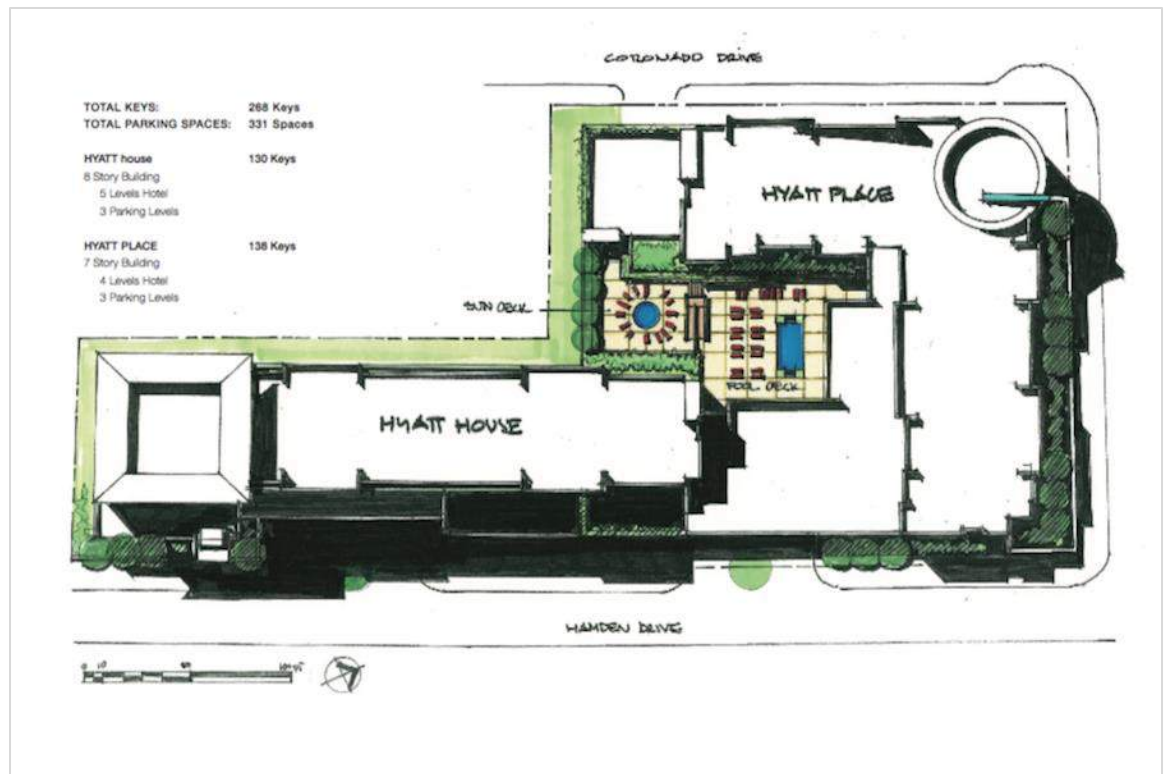 CORONADO DRIVE
TOTAL KEYS: 268 Keys
TOTAL PARKING SPACES: 331 Spaces
HYATT house 130 Keys
8 Story Building
5 Levels Hotel
3 Parking Levels
HYATT PLACE 138 Keys
7 Story Building
4 Levels Hotel
3 Parking Levels
HYATT PLACE
SUN DECK
POOL DECK
HYATT HOUSE
HAMDEN DRIVE
0 10